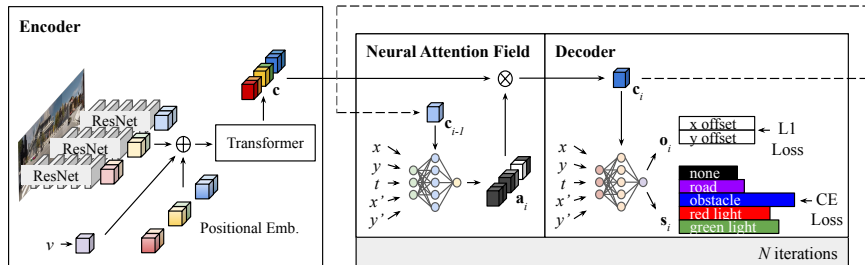 Encoder
ResNet
ResNet
ResNet
v
Positional Emb.
Transformer
c
Neural Attention Field
c i-1
x
y
t
x'
y'
a i
Decoder
c i
x
y
t
x'
y'
o i
s i
x offset
y offset
L1
Loss
none
road
obstacle
red light
green light
CE
Loss
N iterations